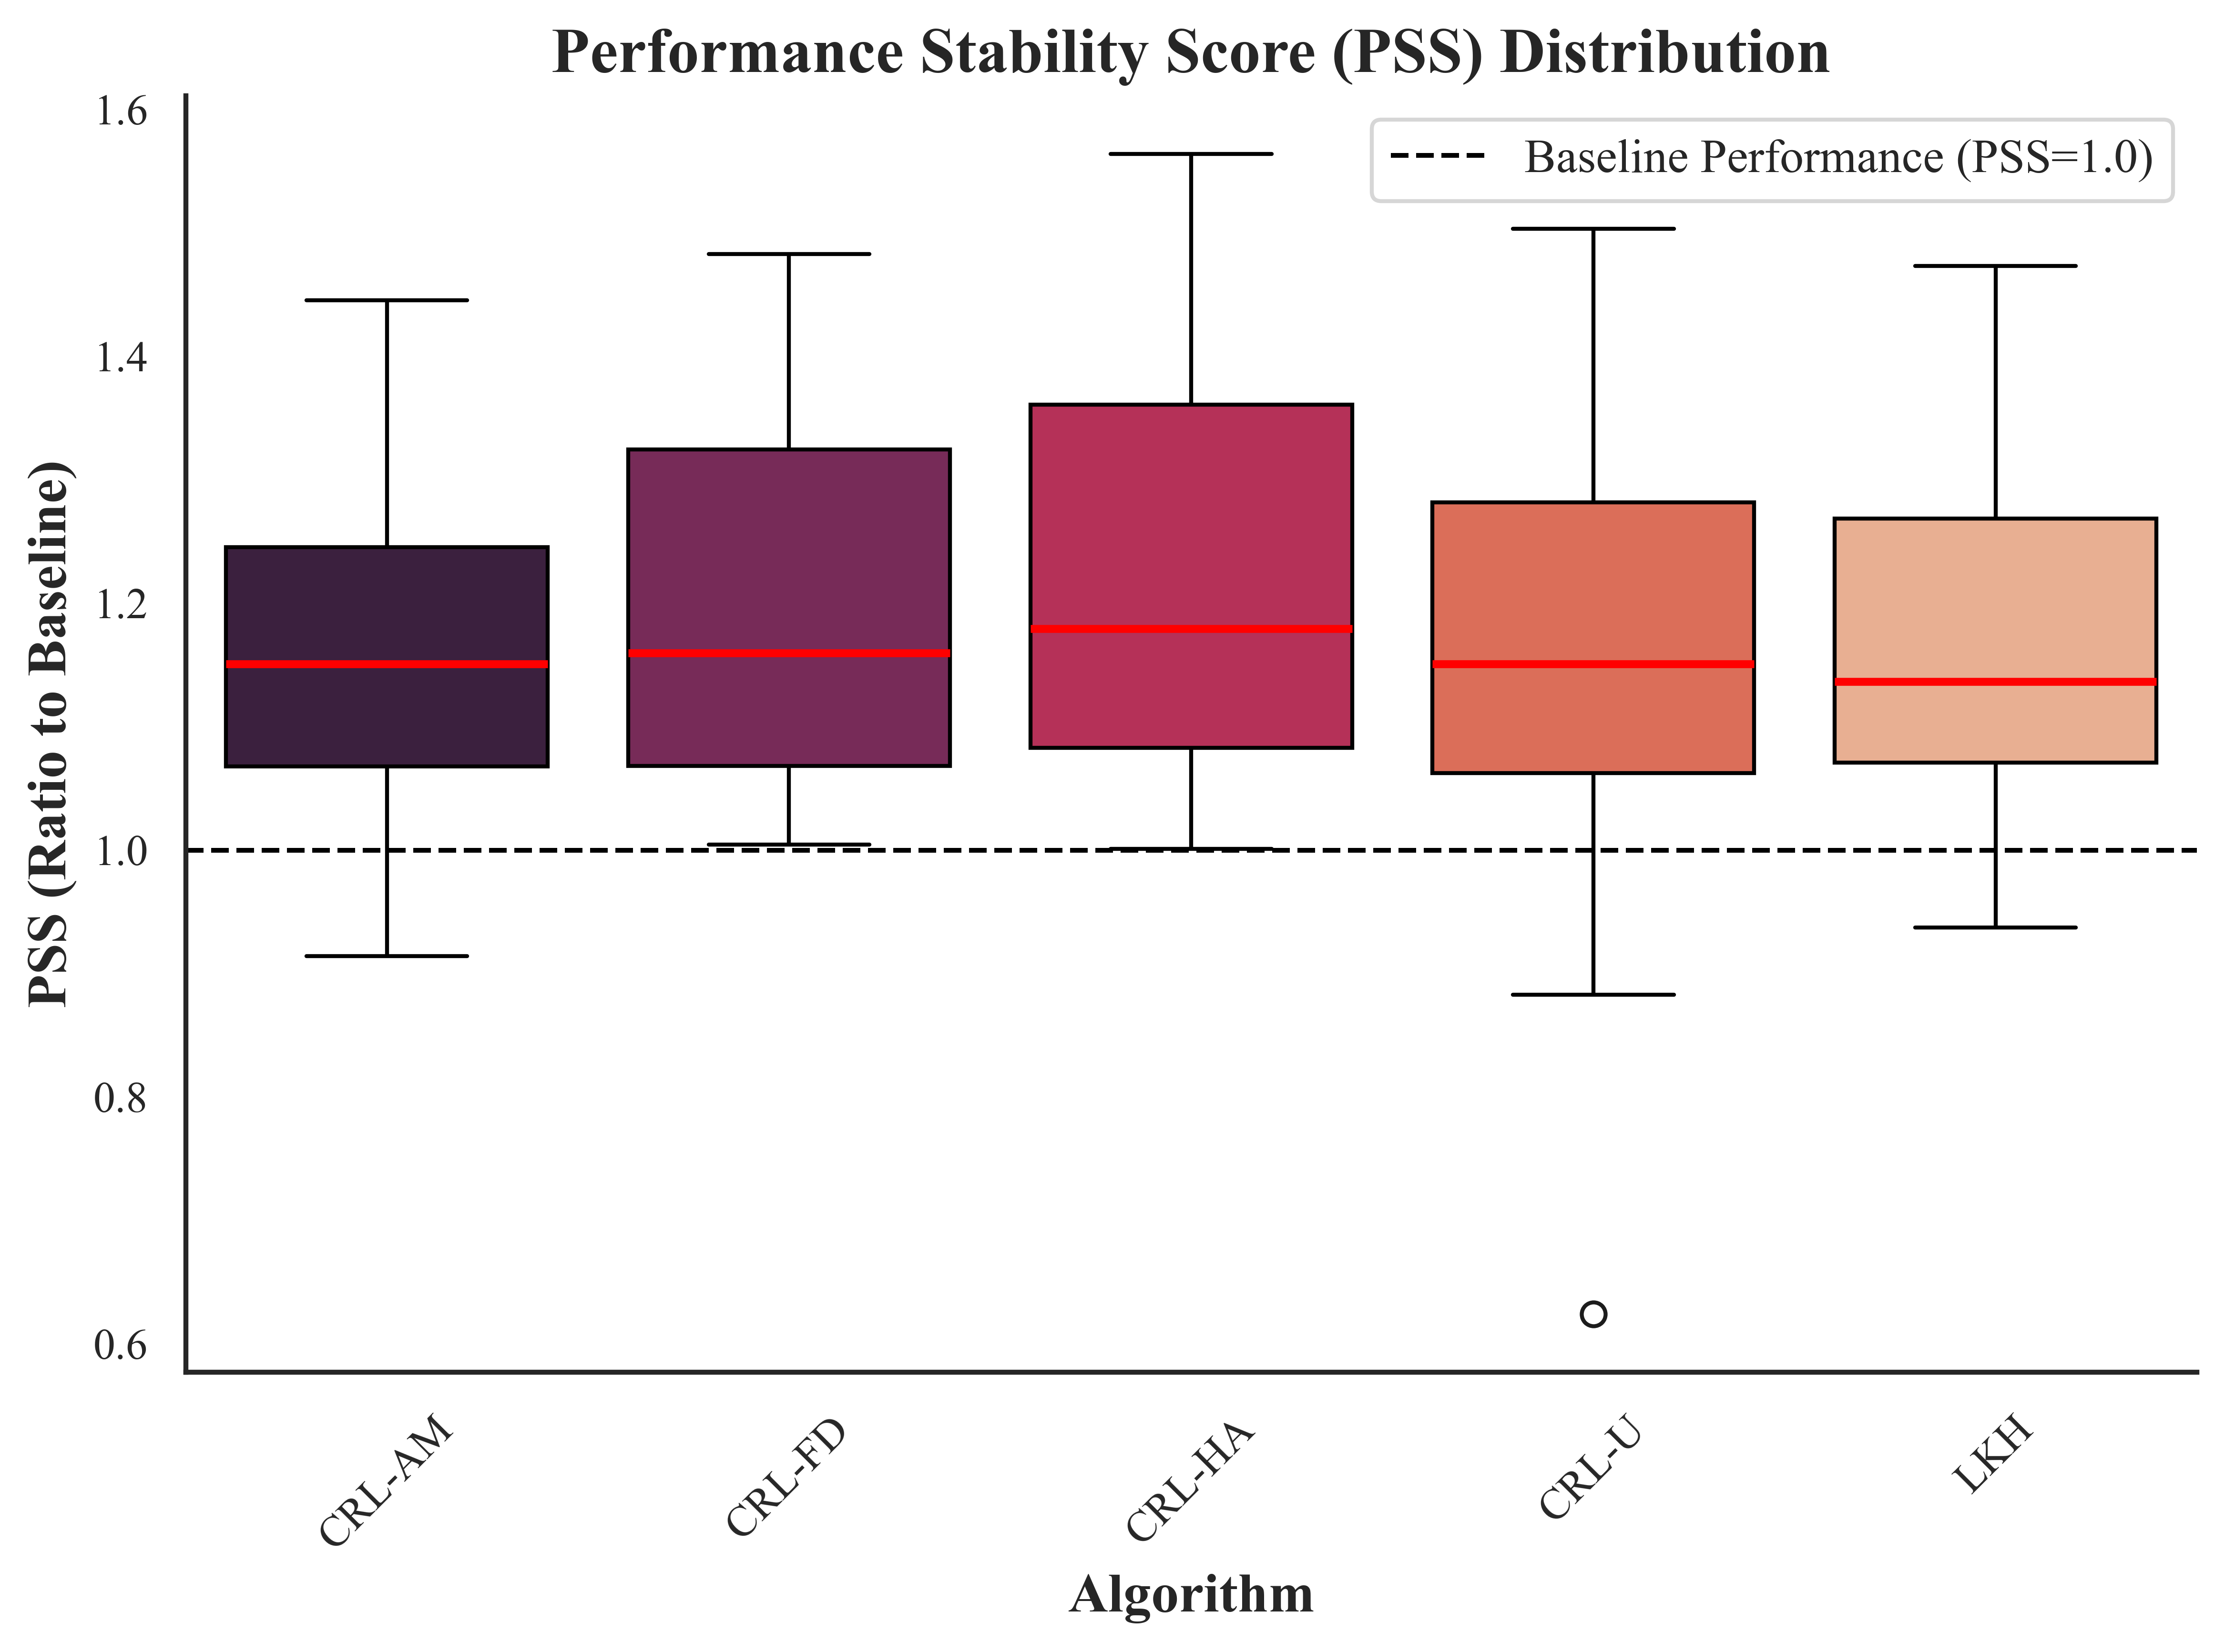 Performance Stability Score (PSS) Distribution
Baseline Performance (PSS=1.0)
PSS (Ratio to Baseline)
1.6
1.4
1.2
1.0
0.8
0.6
CRL-AM
CRL-FD
CRL-HA
CRL-U
LKH
Algorithm